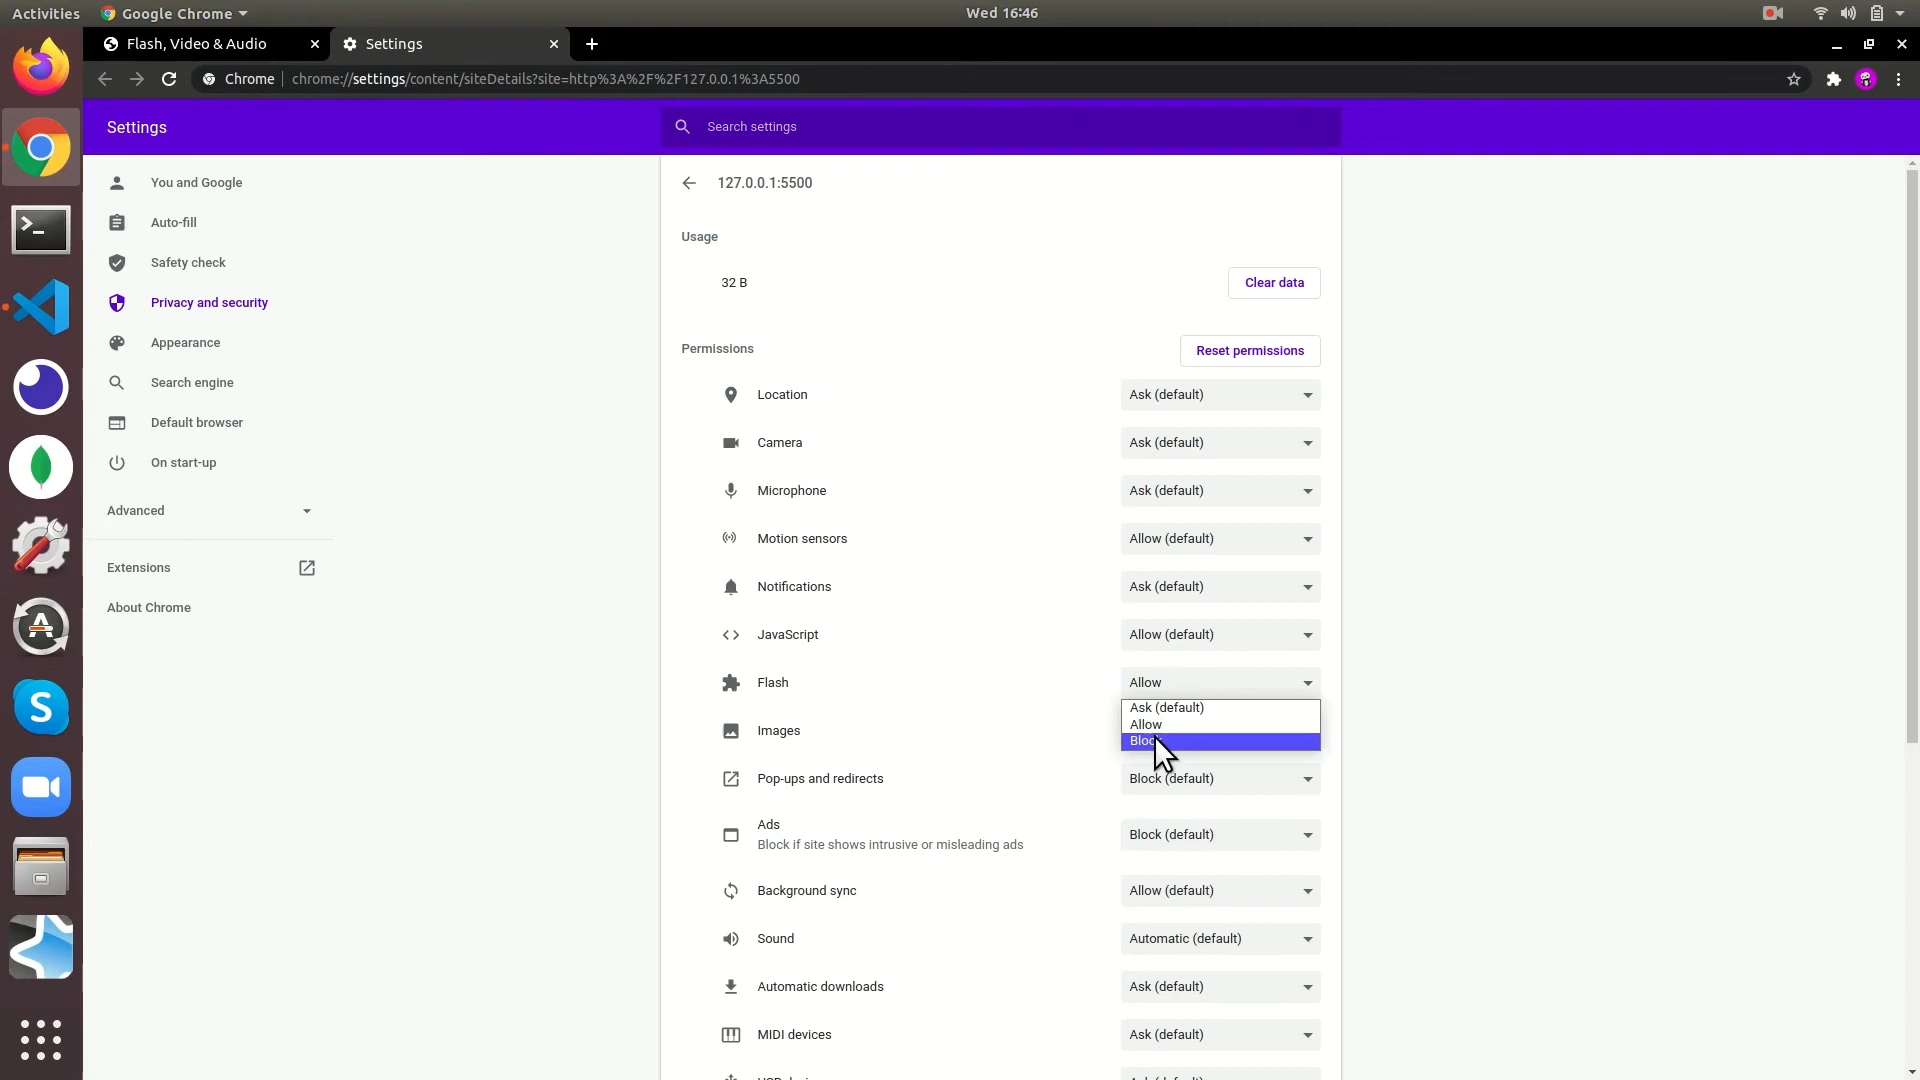 Activities
Google Chrome
Wed 16:46
Flash, Video & Audio
Settings
Chrome
chrome://settings/content/siteDetails?site=http%3A%2F%2F127.0.0.1%3A5500
Settings
Search settings
You and Google
Auto-fill
Safety check
Privacy and security
Appearance
Search engine
Default browser
On start-up
Advanced
Extensions
About Chrome
127.0.0.1:5500
Usage
32 B
Clear data
Permissions
Reset permissions
Location
Ask (default)
Camera
Ask (default)
Microphone
Ask (default)
Motion sensors
Allow (default)
Notifications
Ask (default)
JavaScript
Allow (default)
Flash
Allow
Ask (default)
Allow
Images
Pop-ups and redirects
Block (default)
Ads
Block if site shows intrusive or misleading ads
Block (default)
Background sync
Allow (default)
Sound
Automatic (default)
Automatic downloads
Ask (default)
MIDI devices
Ask (default)